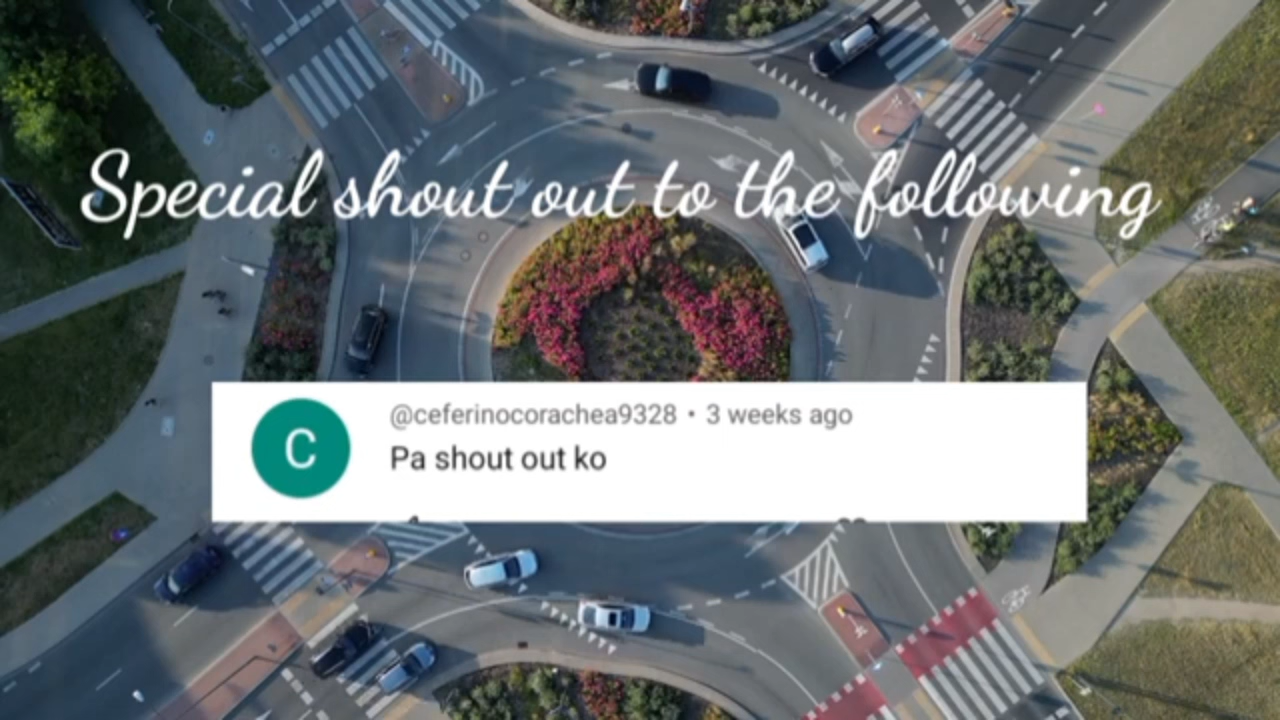 Special shout out to the following
C
@ceferinocorachea9328 • 3 weeks ago
Pa shout out ko